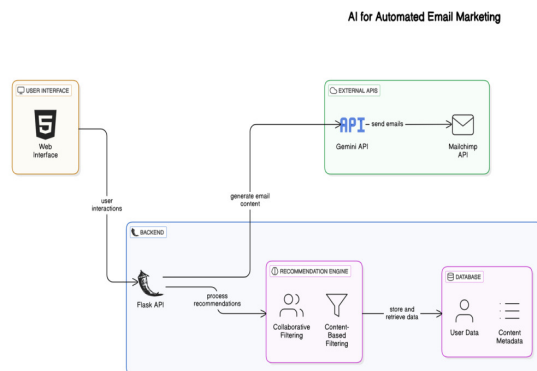 AI for Automated Email Marketing
USER INTERFACE
Web
Interface
EXTERNAL APIS
API
Gemini API
send emails
Mailchimp
API
user
interactions
generate email
content
BACKEND
Flask API
process
recommendations
RECOMMENDATION ENGINE
Collaborative
Filtering
Content-
Based
Filtering
store and
retrieve data
DATABASE
User Data
Content
Metadata